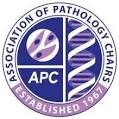 ASSOCIATION OF PATHOLOGY CHAIRS
APC
ESTABLISHED 1967